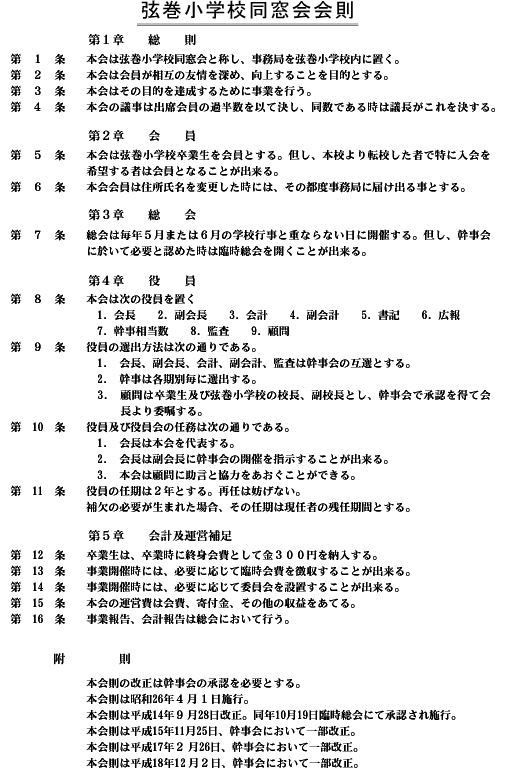 弦巻小学校同窓会会則
第1章 総 則
第 1 条 本会は弦巻小学校同窓会と称し、事務局を弦巻小学校内に置く。
第 2 条 本会は会員が相互の友情を深め、向上することを目的とする。
第 3 条 本会はその目的を達成するために事業を行う。
第 4 条 本会の議事は出席会員の過半数を以て決し、同数である時は議長がこれを決する。
第2章 会 員
第 5 条 本会は弦巻小学校卒業生を会員とする。但し、本校より転校した者で特に入会を
希望する者は会員となることが出来る。
第 6 条 本会会員は住所氏名を変更した時には、その都度事務局に届け出る事とする。
第3章 総 会
第 7 条 総会は毎年5月または6月の学校行事と重ならない日に開催する。但し、幹事会
に於いて必要と認めた時は臨時総会を開くことが出来る。
第4章 役 員
第 8 条 本会は次の役員を置く
1. 会長 2. 副会長 3. 会計 4. 副会計 5. 書記 6. 広報
7. 幹事相当数 8. 監査 9. 顧問
第 9 条 役員の選出方法は次の通りである。
1. 会長、副会長、会計、副会計、監査は幹事会の互選とする。
2. 幹事は各期別毎に選出する。
3. 顧問は卒業生及び弦巻小学校の校長、副校長とし、幹事会で承認を得て会
長より委嘱する。
第 10 条 役員及び役員会の任務は次の通りである。
1. 会長は本会を代表する。
2. 会長は副会長に幹事会の開催を指示することが出来る。
3. 本会は顧問に助言と協力をあおぐことができる。
第 11 条 役員の任期は2年とする。再任は妨げない。
補欠の必要が生まれた場合、その任期は現任者の残任期間とする。
第5章 会計及運営補足
第 12 条 卒業生は、卒業時に終身会費として金300円を納入する。
第 13 条 事業開催時には、必要に応じて臨時会費を徴収することが出来る。
第 14 条 事業開催時には、必要に応じて委員会を設置することが出来る。
第 15 条 本会の運営費は会費、寄付金、その他の収益をあてる。
第 16 条 事業報告、会計報告は総会において行う。
附 則
本会則の改正は幹事会の承認を必要とする。
本会則は昭和26年4月1日施行。
本会則は平成14年9月28日改正。同年10月19日臨時総会にて承認され施行。
本会則は平成15年11月25日、幹事会において一部改正。
本会則は平成17年2月26日、幹事会において一部改正。
本会則は平成18年12月2日、幹事会において一部改正。